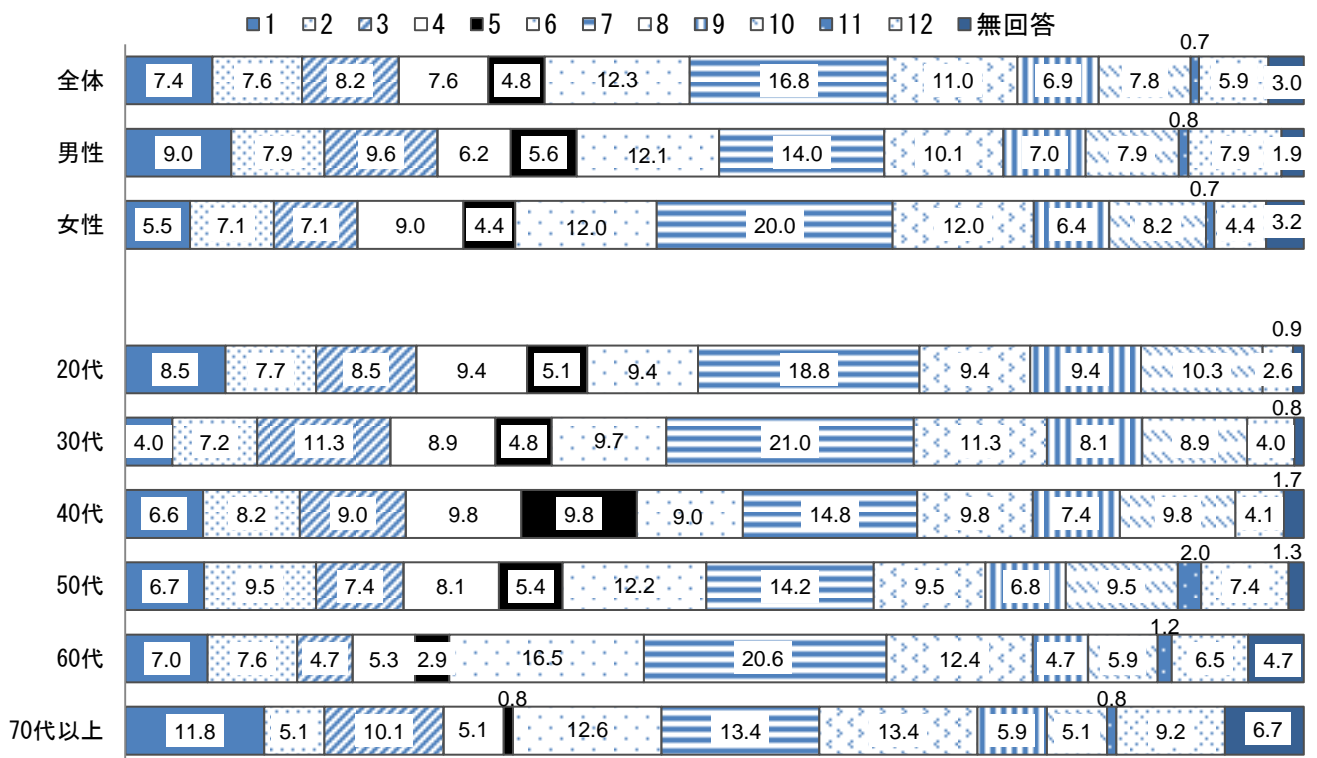 1 2 3 4 5 6 7 8 9 10 11 12 無回答
0.7
全体 7.4 7.6 8.2 7.6 4.8 12.3 16.8 11.0 6.9 7.8 5.9 3.0
0.8
男性 9.0 7.9 9.6 6.2 5.6 12.1 14.0 10.1 7.0 7.9 7.9 1.9
0.7
女性 5.5 7.1 7.1 9.0 4.4 12.0 20.0 12.0 6.4 8.2 4.4 3.2
0.9
20代 8.5 7.7 8.5 9.4 5.1 9.4 18.8 9.4 9.4 10.3 2.6
0.8
30代 4.0 7.2 11.3 8.9 4.8 9.7 21.0 11.3 8.1 8.9 4.0
1.7
40代 6.6 8.2 9.0 9.8 9.8 9.0 14.8 9.8 7.4 9.8 4.1
2.0 1.3
50代 6.7 9.5 7.4 8.1 5.4 12.2 14.2 9.5 6.8 9.5 7.4
1.2
60代 7.0 7.6 4.7 5.3 2.9 16.5 20.6 12.4 4.7 5.9 6.5 4.7
0.8 0.8
70代以上 11.8 5.1 10.1 5.1 12.6 13.4 13.4 5.9 5.1 9.2 6.7